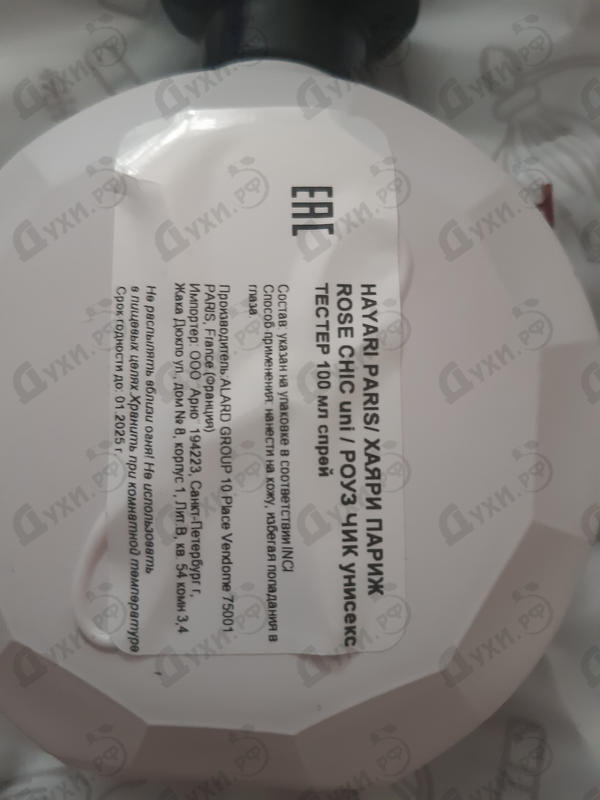 EAC
HAYARI PARIS/ ХАЯРИ ПАРИЖ
ROSE CHIC uni / РОУЗ ЧИК унисекс
ТЕСТЕР 100 мл спрей
Состав: указан на упаковке в соответствии INCI
Способ применения: нанести на кожу, избегая попадания в
глаза.
Производитель ALARD GROUP 10 Place Vendome 75001
PARIS, France (Франция)
Импортер: ООО "Арно" 194223, Санкт-Петербург г,
Жака Дюкло ул., дом № 8, корпус 1, Лит.В, кв. 54 комн 3,4
Не распылять вблизи огня! Не использовать
в пищевых целях. Хранить при комнатной температуре
Срок годности до: 01.2025 г.
Духи.рф